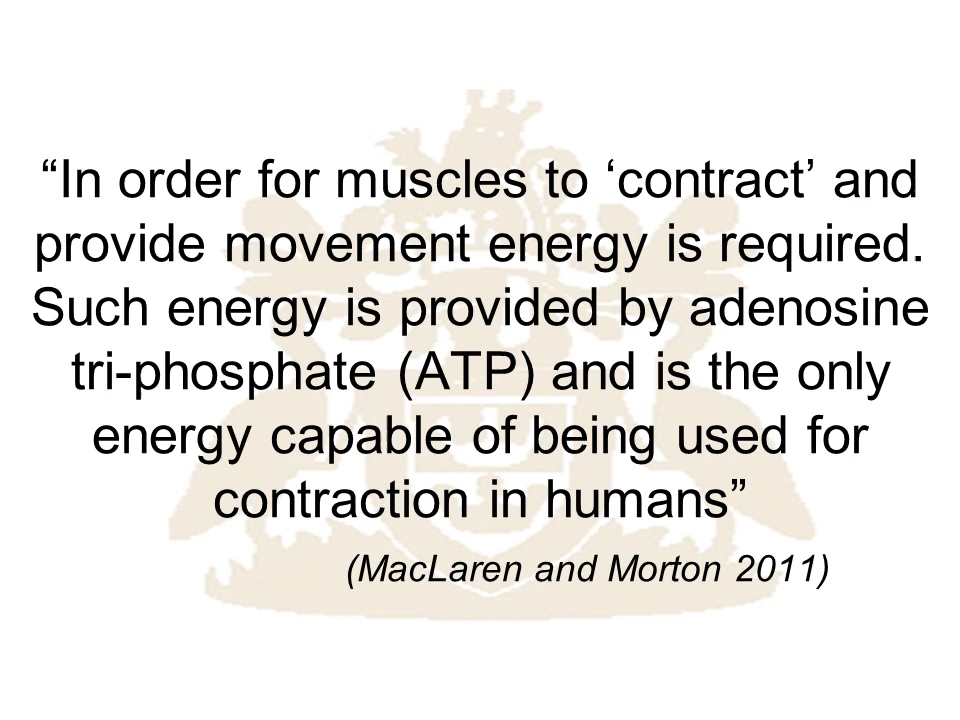 “In order for muscles to ‘contract’ and
provide movement energy is required.
Such energy is provided by adenosine
tri-phosphate (ATP) and is the only
energy capable of being used for
contraction in humans”
(MacLaren and Morton 2011)